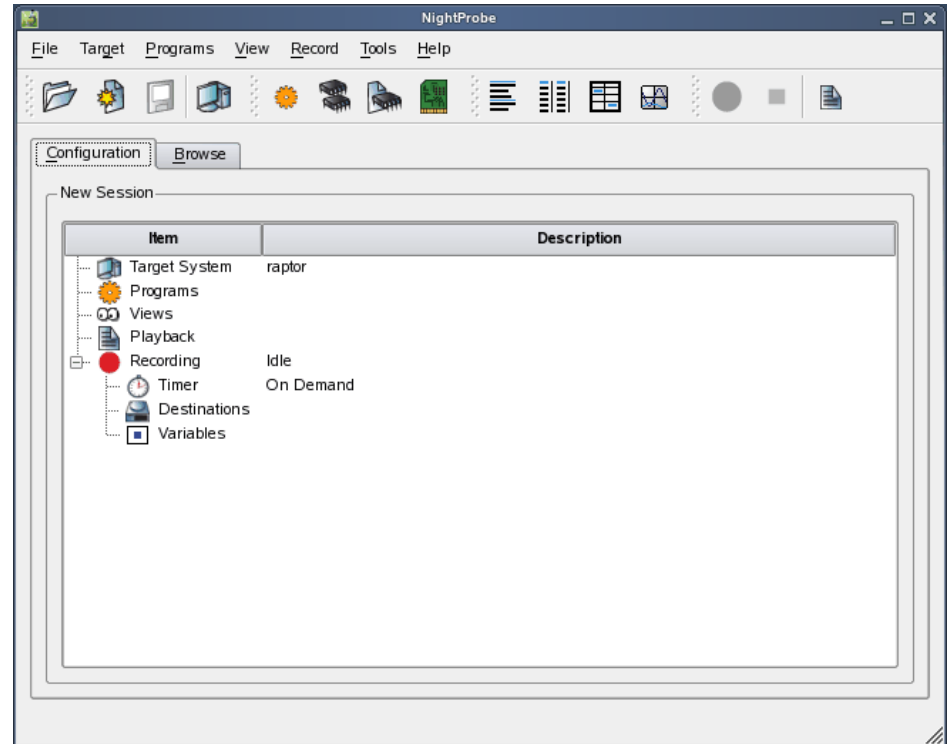 NightProbe
File Target Programs View Record Tools Help
Configuration Browse
New Session
Item Description
Target System raptor
Programs
Views
Playback
Recording Idle
Timer On Demand
Destinations
Variables